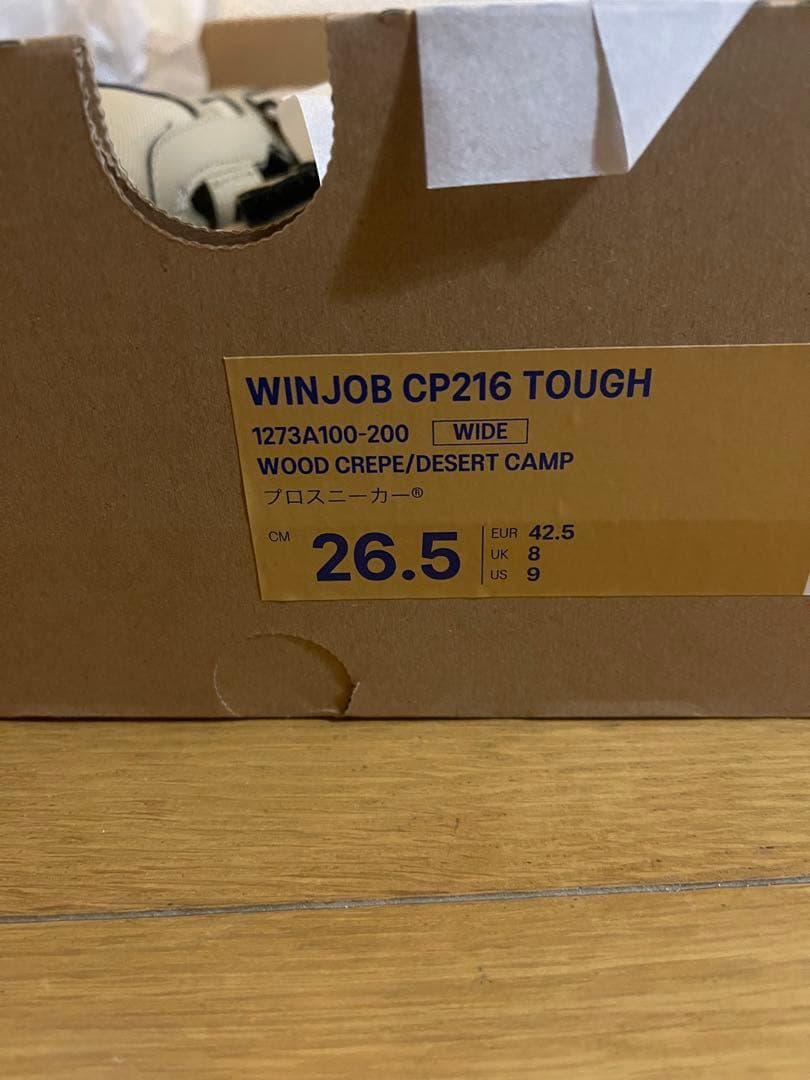 WINJOB CP216 TOUGH
1273A100-200 WIDE
WOOD CREPE/DESERT CAMP
プロスニーカー®
CM 26.5
EUR 42.5
UK 8
US 9